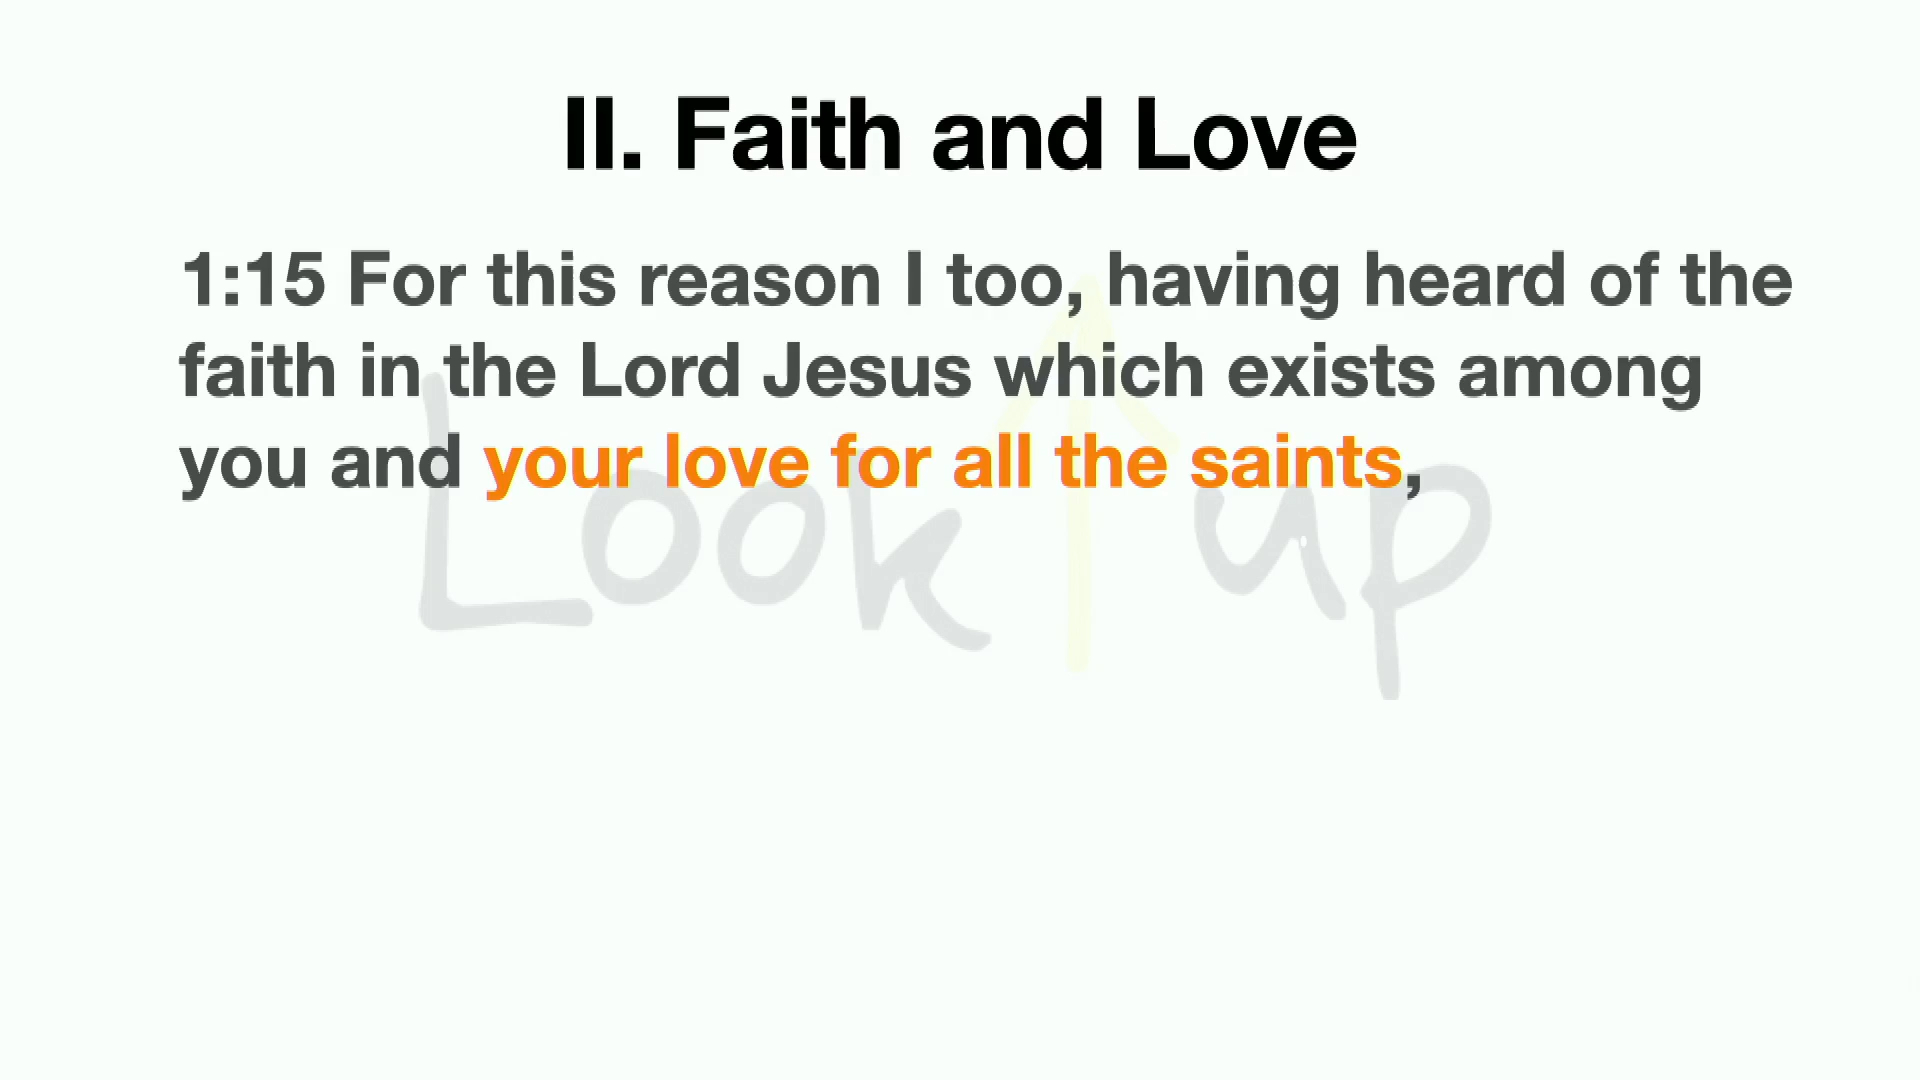 II. Faith and Love
1:15 For this reason I too, having heard of the
faith in the Lord Jesus which exists among
you and your love for all the saints,
Look up